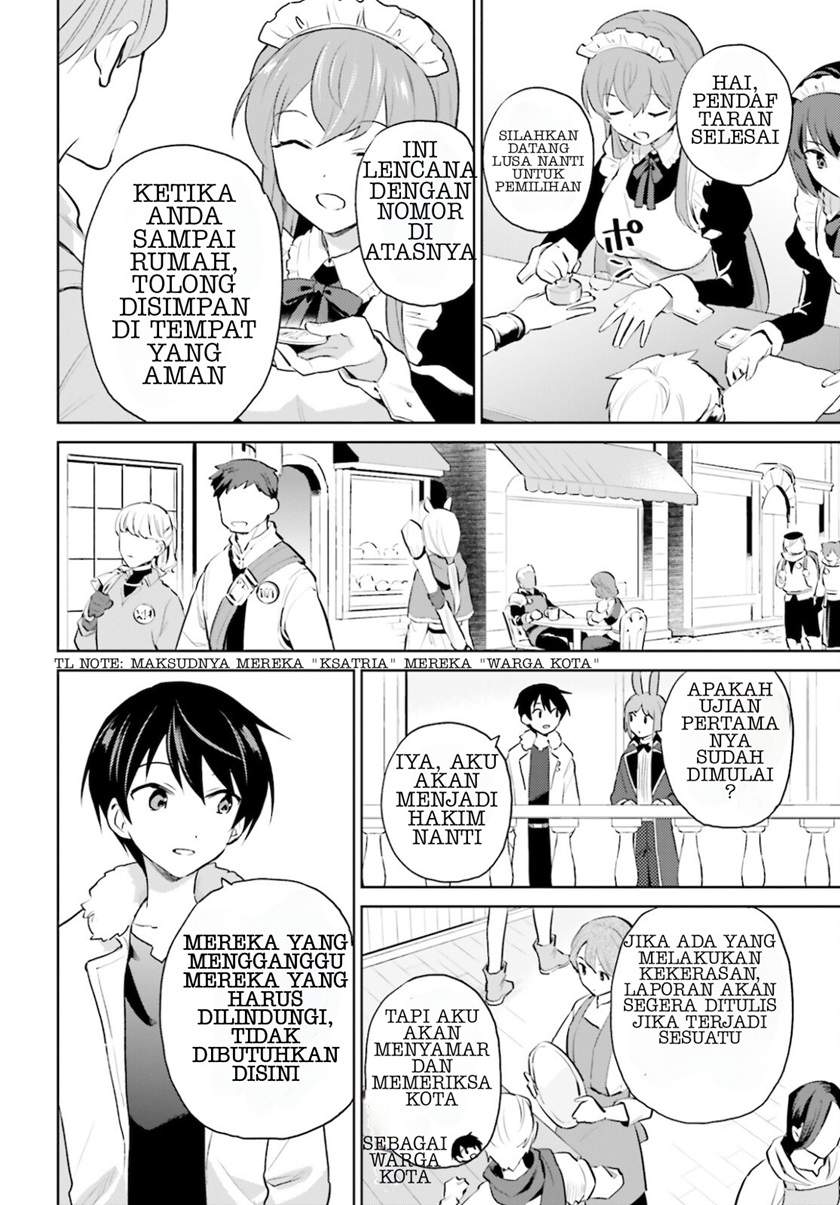 HAI,
PENDAF
TARAN
SELESAI
SILAHKAN
DATANG
LUSA NANTI
UNTUK
PEMILIHAN
ポ
ン
INI
LENCANA
DENGAN
NOMOR
DI
ATASNYA
KETIKA
ANDA
SAMPAI
RUMAH,
TOLONG
DISIMPAN
DI TEMPAT
YANG
AMAN
TL NOTE: MAKSUDNYA MEREKA "KSATRIA" MEREKA "WARGA KOTA"
APAKAH
UJIAN
PERTAMA
NYA
SUDAH
DIMULAI
?
IYA, AKU
AKAN
MENJADI
HAKIM
NANTI
MEREKA YANG
MENGGANGGU
MEREKA YANG
HARUS
DILINDUNGI,
TIDAK
DIBUTUHKAN
DISINI
JIKA ADA YANG
MELAKUKAN
KEKERASAN,
LAPORAN AKAN
SEGERA DITULIS
JIKA TERJADI
SESUATU
TAPI AKU
AKAN
MENYAMAR
DAN
MEMERIKSA
KOTA
SEBAGAI
WARGA
KOTA